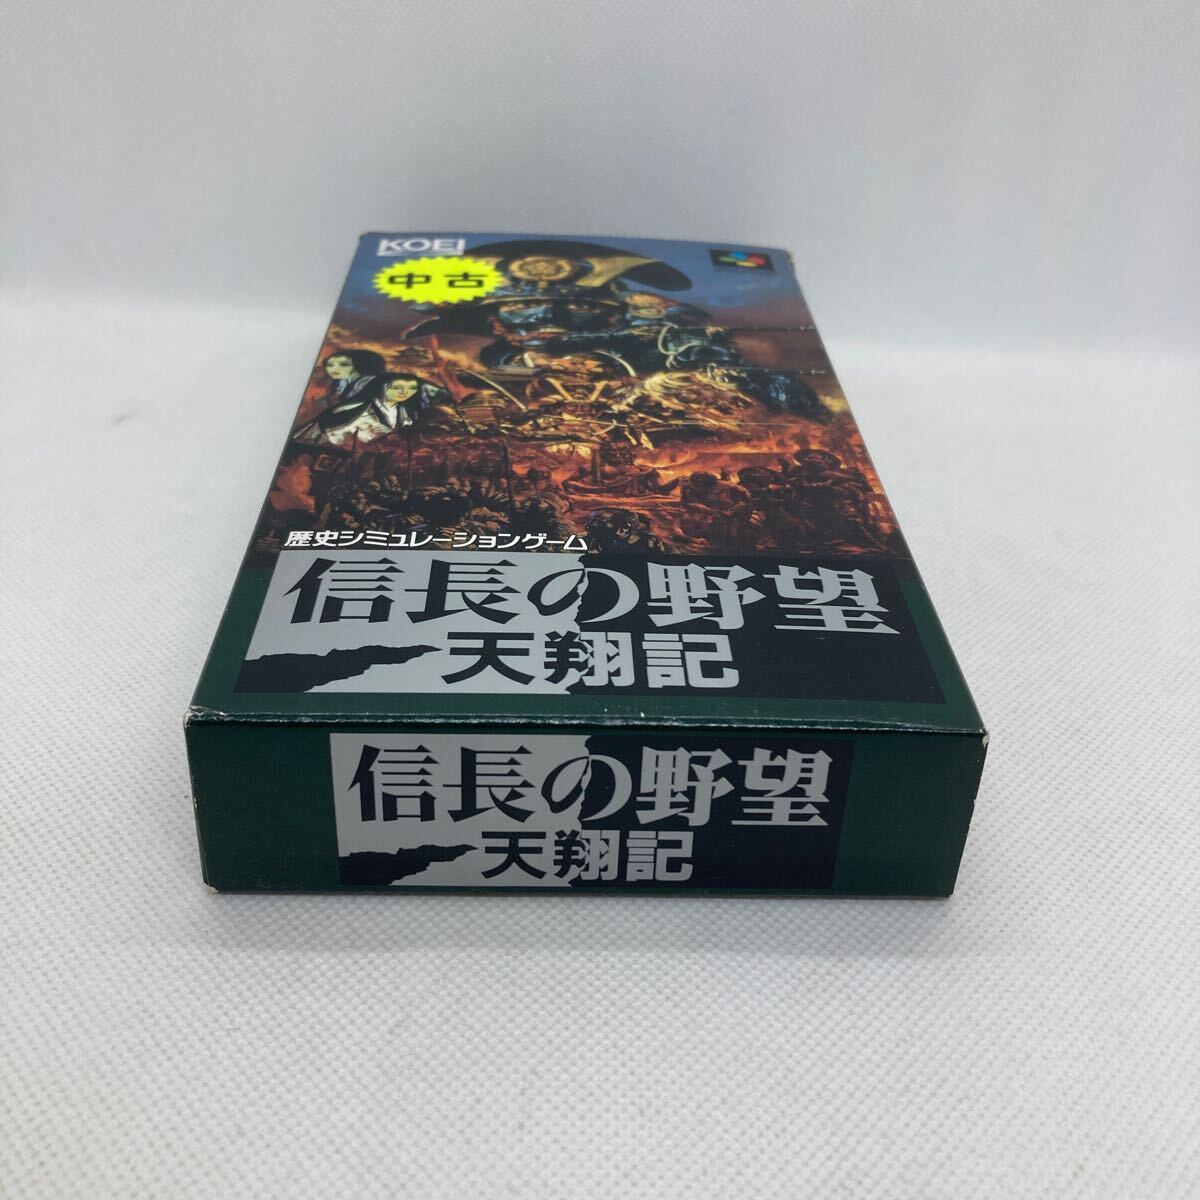 KOEI
中古
歴史シミュレーションゲーム
信長の野望
天翔記
信長の野望
天翔記